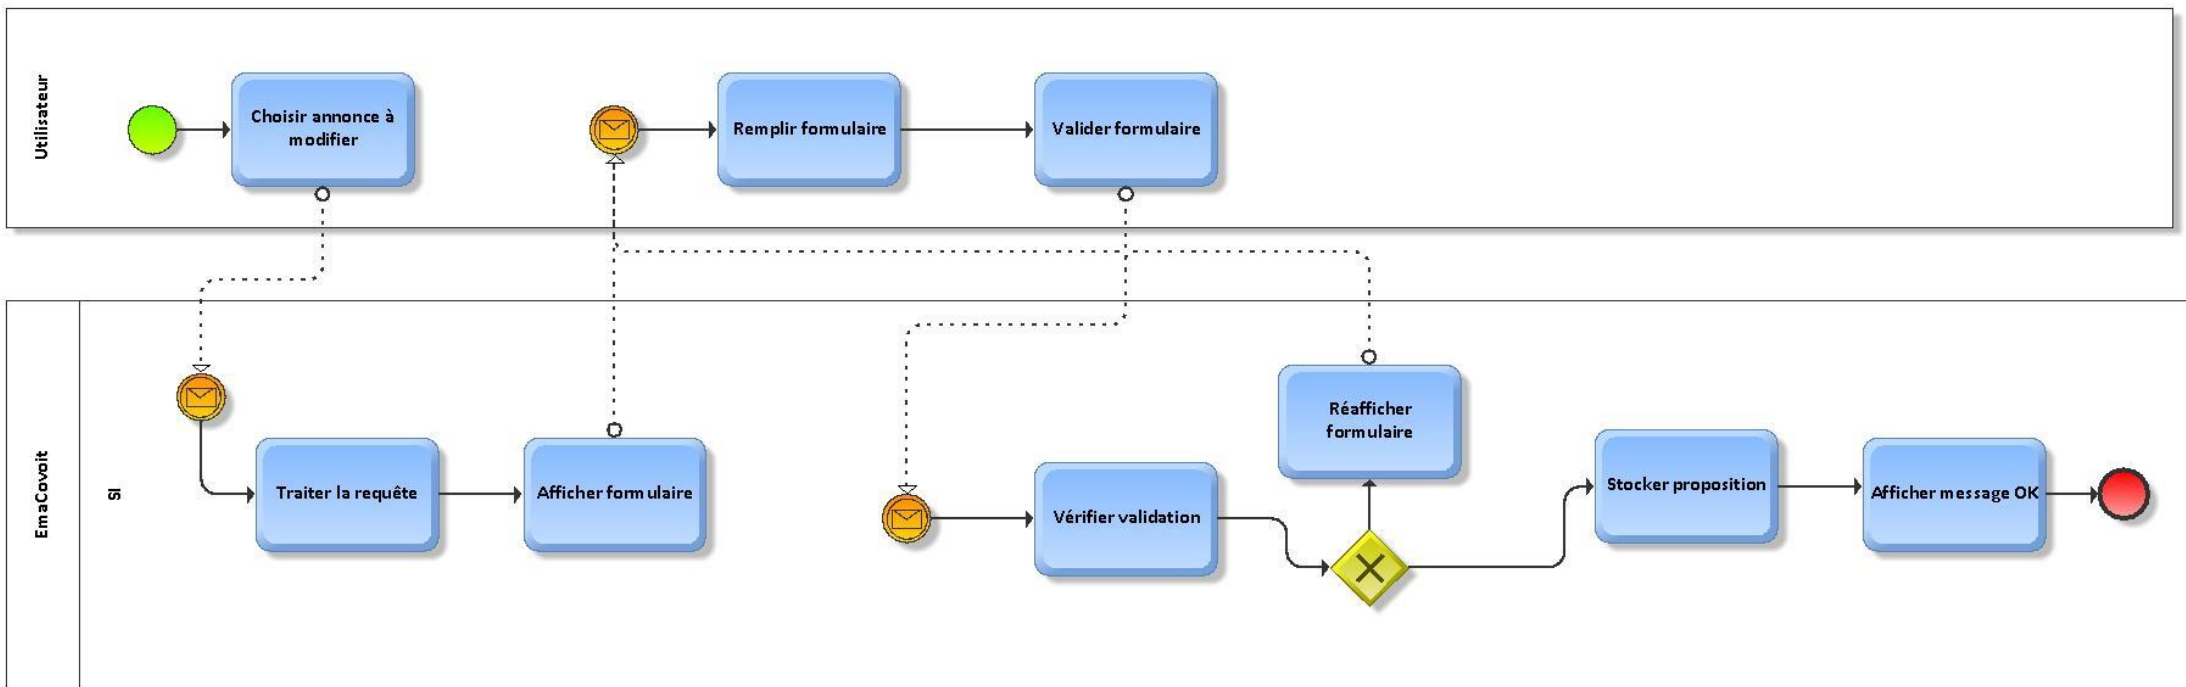 Utilisateur
Choisir annonce à
modifier
Remplir formulaire
Valider formulaire
EmaCovoit
SI
Traiter la requête
Afficher formulaire
Vérifier validation
Réafficher
formulaire
Stocker proposition
Afficher message OK